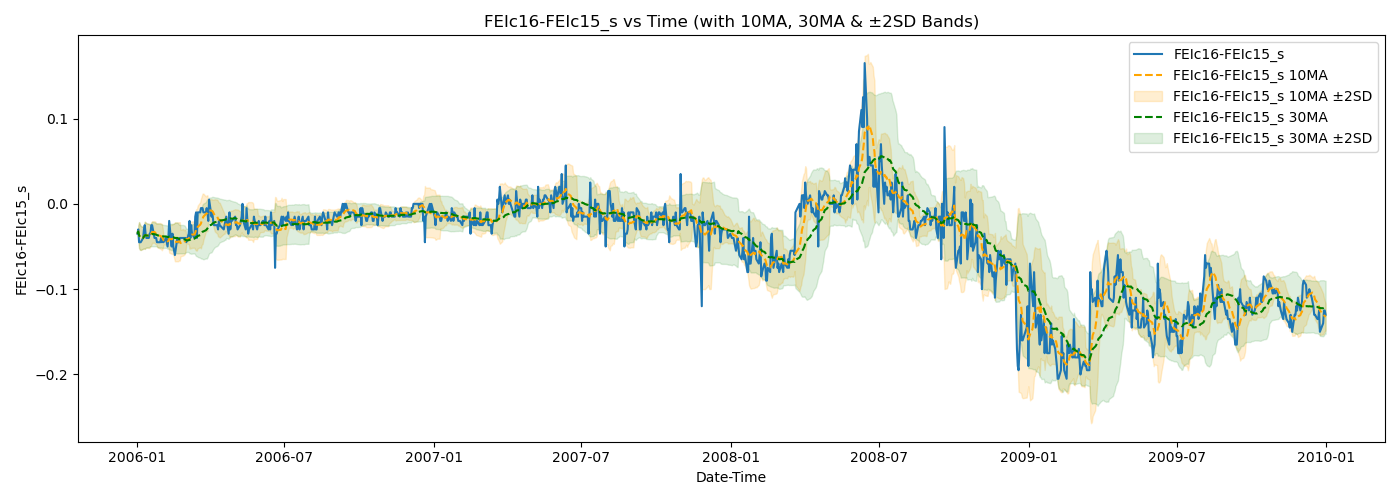 FEIc16-FEIc15_s vs Time (with 10MA, 30MA & ±2SD Bands)
FEIc16-FEIc15_s
FEIc16-FEIc15_s 10MA
FEIc16-FEIc15_s 10MA ±2SD
FEIc16-FEIc15_s 30MA
FEIc16-FEIc15_s 30MA ±2SD
FEIc16-FEIc15_s
0.1
0.0
−0.1
−0.2
2006-01 2006-07 2007-01 2007-07 2008-01 2008-07 2009-01 2009-07 2010-01
Date-Time